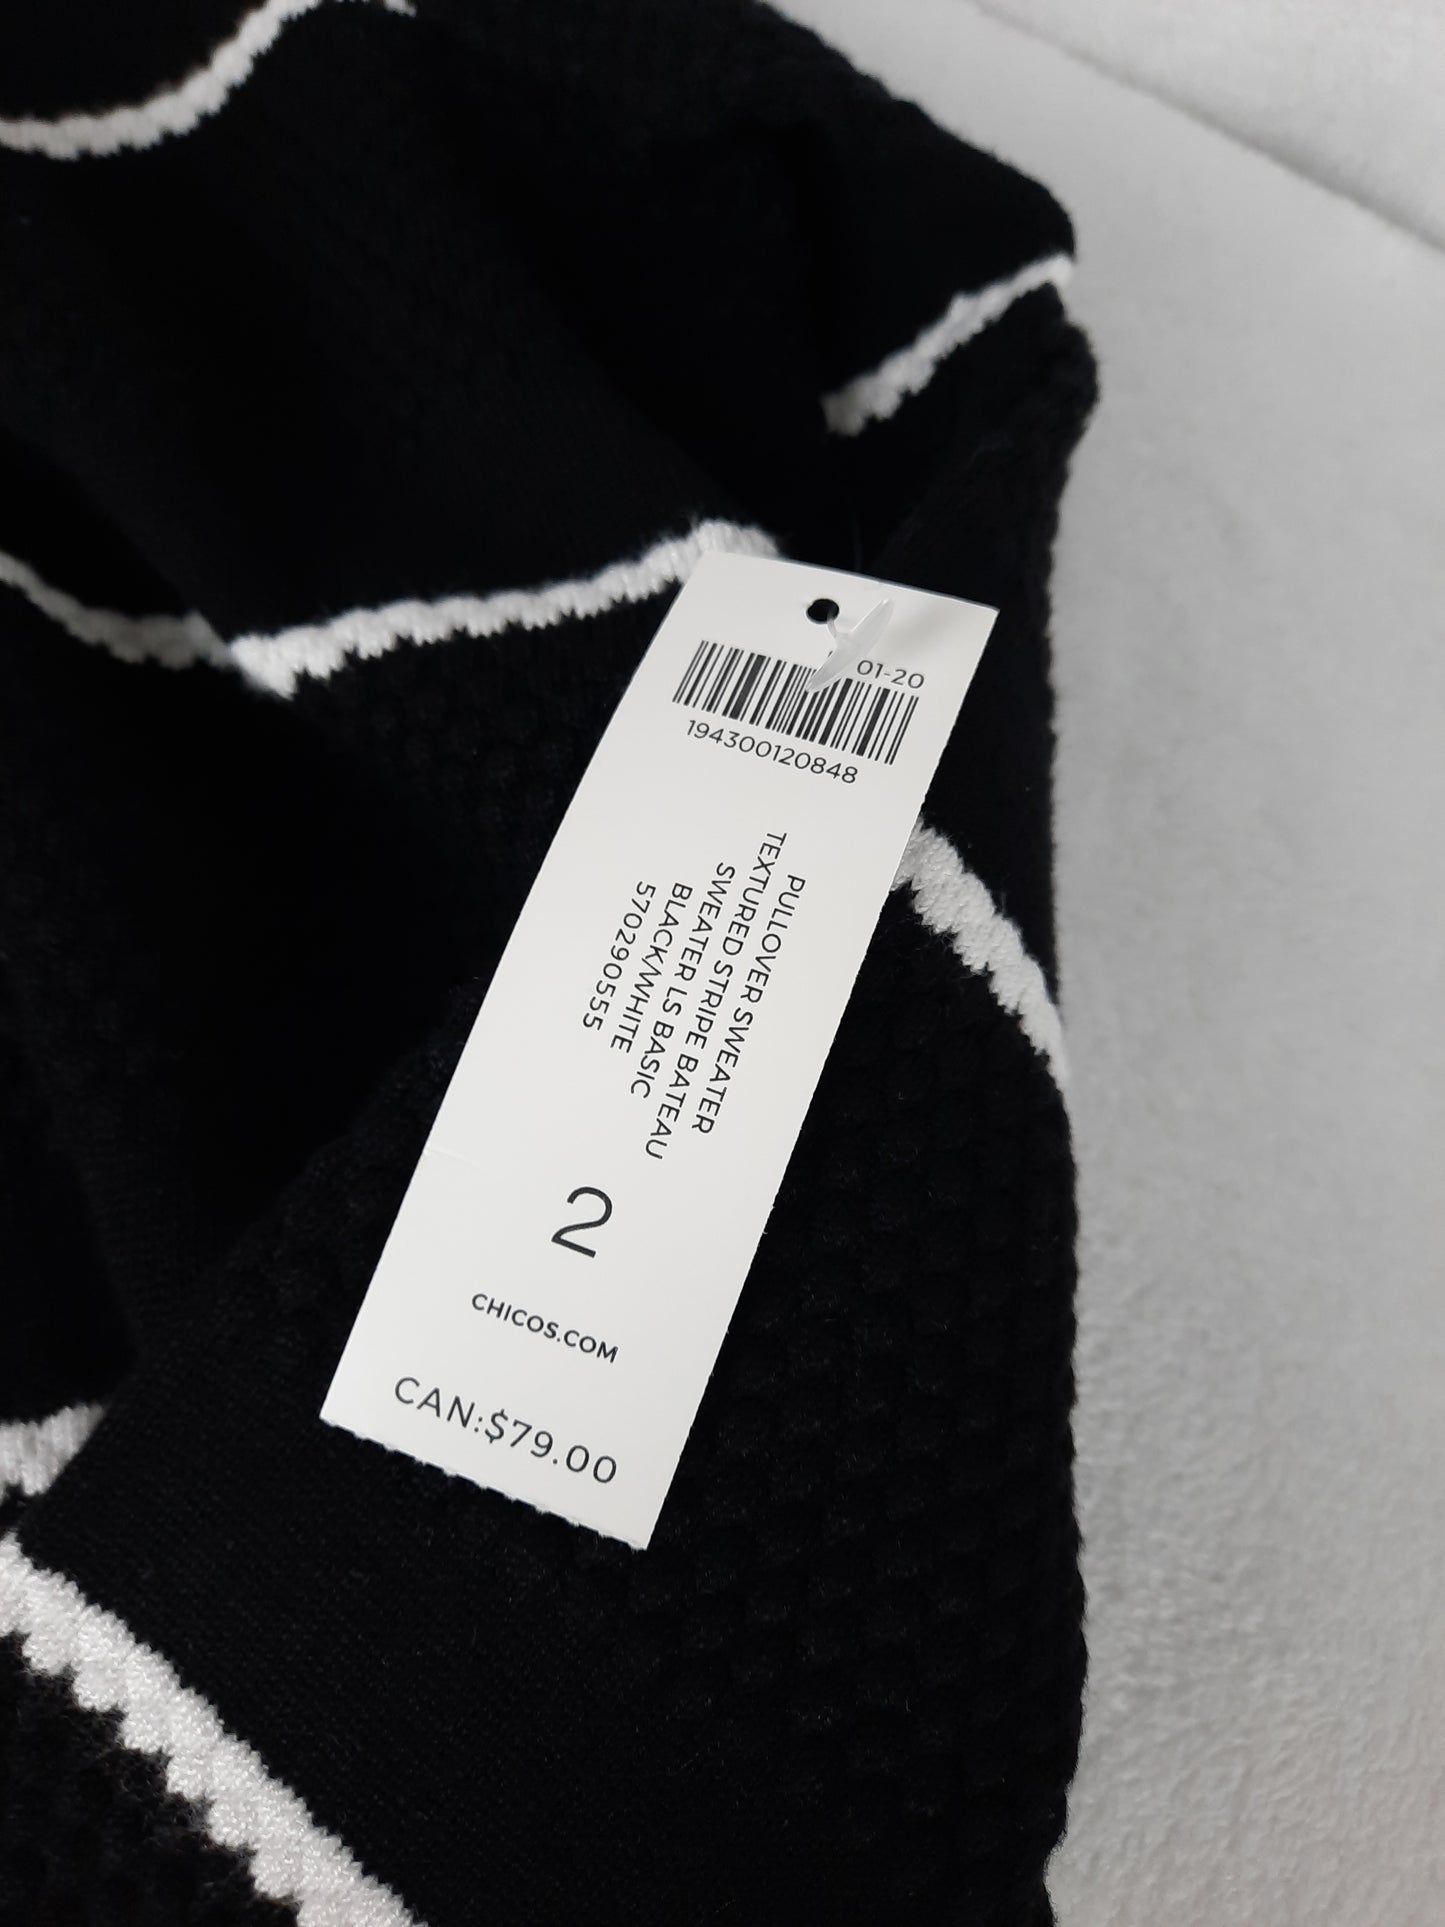 01-20
194300120848
PULLOVER SWEATER
TEXTURED STRIPE BATEAU
SWEATER LS BASIC
BLACK/WHITE
570290555
2
CHICOS.COM
CAN:$79.00